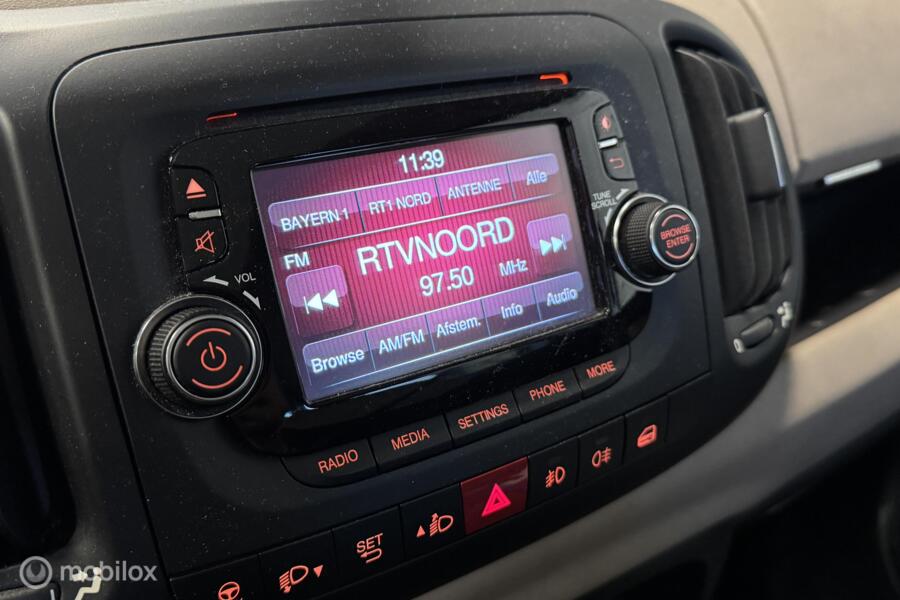 11:39
BAYERN 1 RT1 NORD ANTENNE Alle
FM
RTVNOORD
97.50 MHz
Browse AM/FM Afstem. Info Audio
VOL
TUNE
SCROLL
BROWSE
ENTER
RADIO MEDIA SETTINGS PHONE MORE
SET
0
mobilox